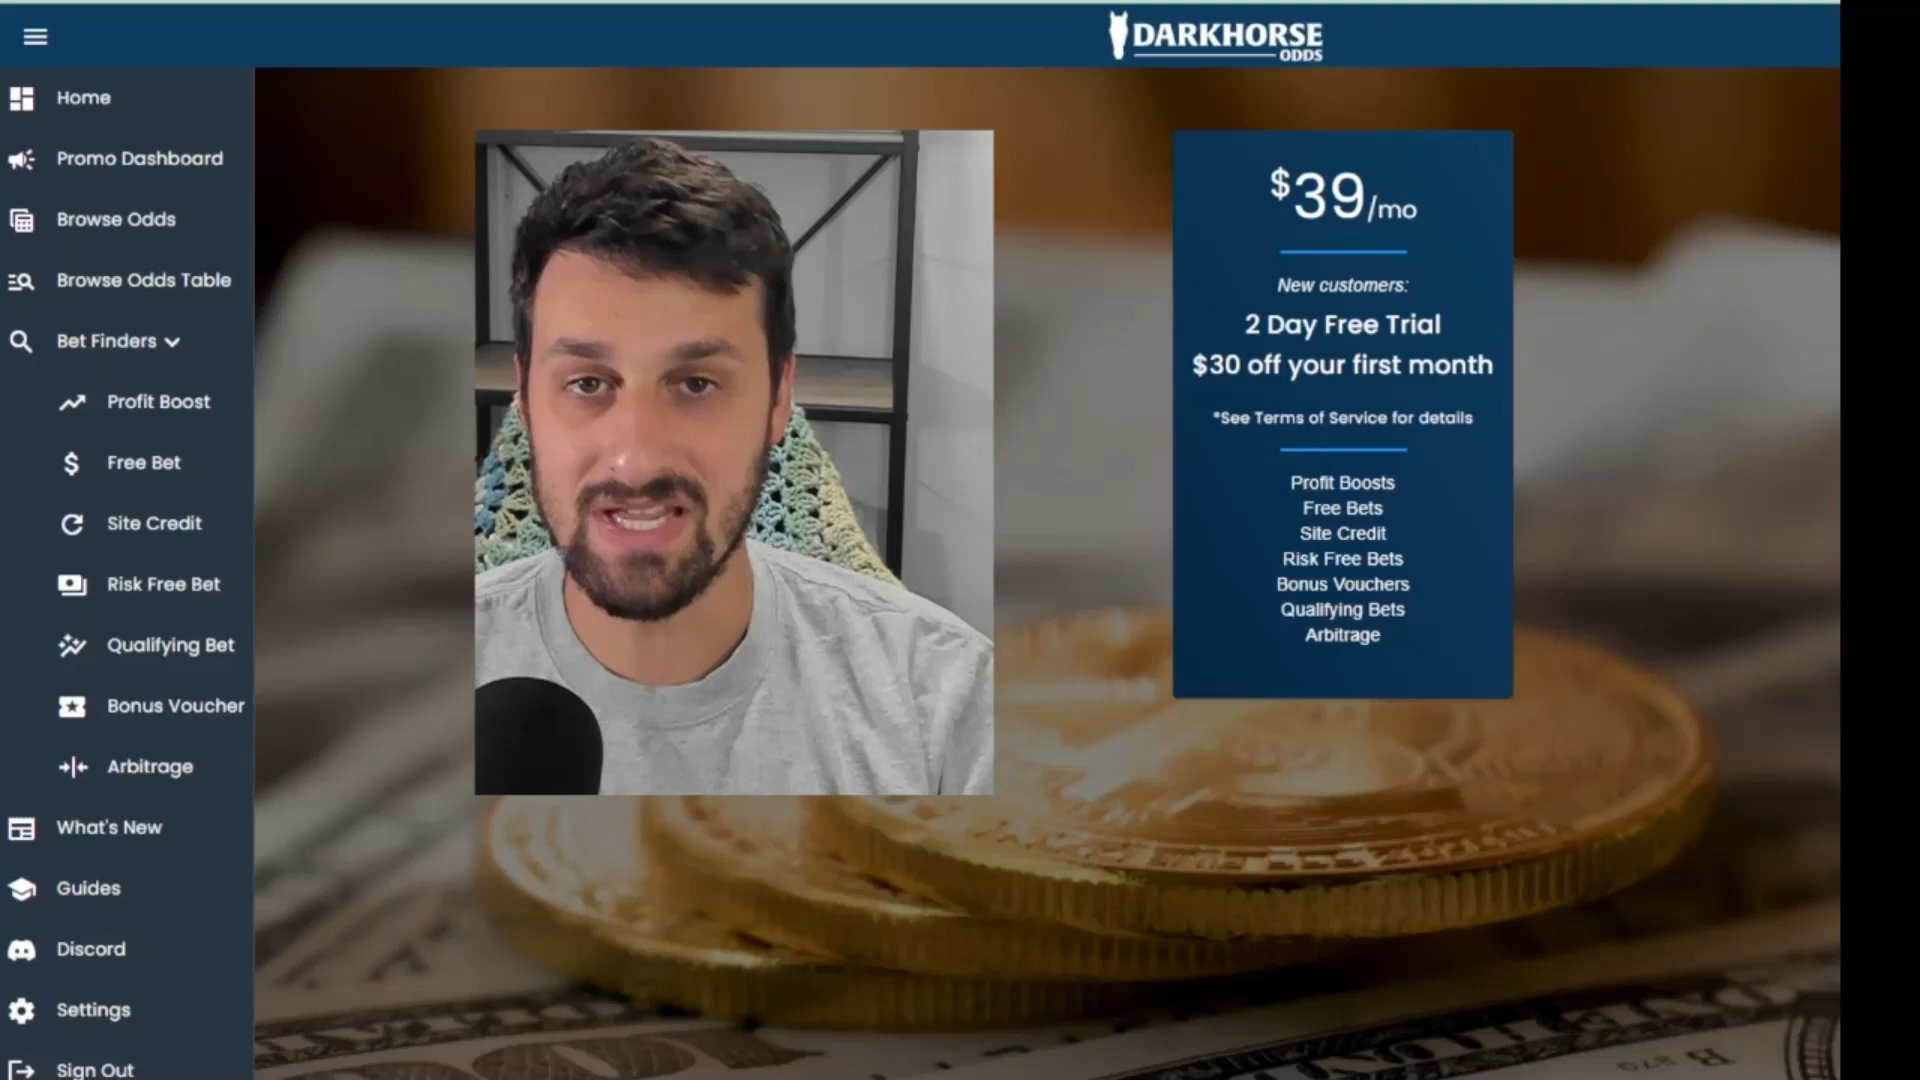 DARKHORSE
ODDS
Home
Promo Dashboard
Browse Odds
Browse Odds Table
Bet Finders
Profit Boost
Free Bet
Site Credit
Risk Free Bet
Qualifying Bet
Bonus Voucher
Arbitrage
What's New
Guides
Discord
Settings
Sign Out
$39/mo
New customers:
2 Day Free Trial
$30 off your first month
*See Terms of Service for details
Profit Boosts
Free Bets
Site Credit
Risk Free Bets
Bonus Vouchers
Qualifying Bets
Arbitrage